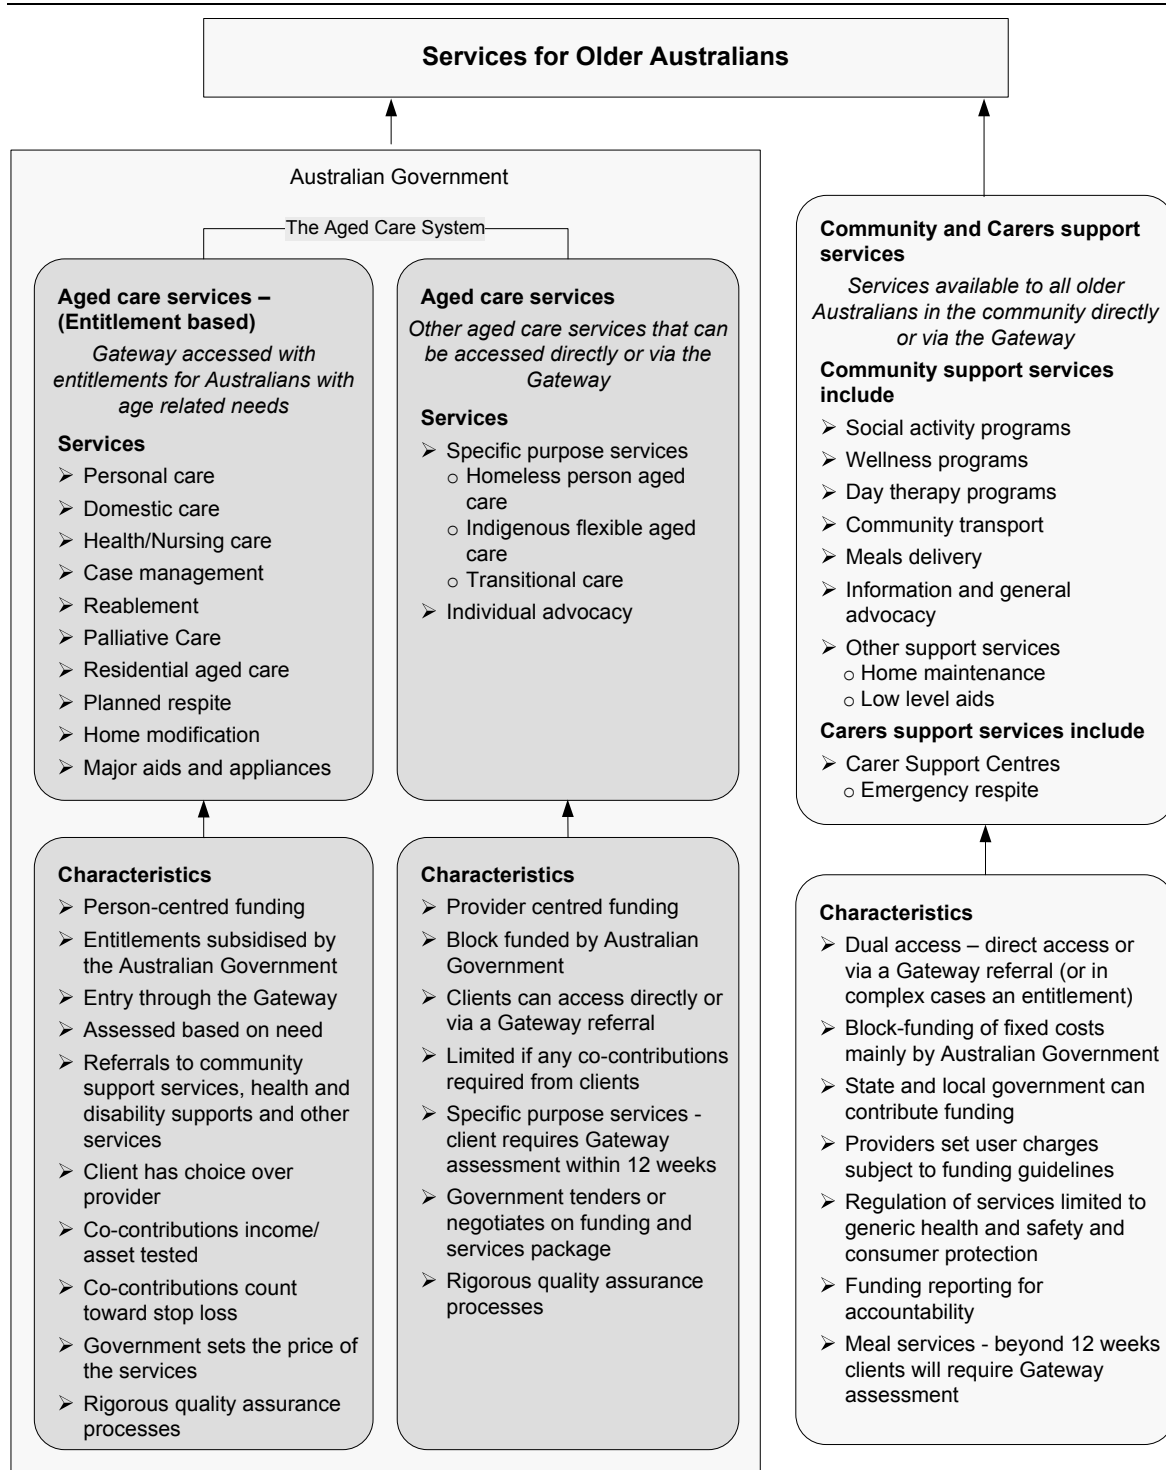 Services for Older Australians
Australian Government
The Aged Care System
Aged care services –
(Entitlement based)
Gateway accessed with
entitlements for Australians with
age related needs
Services
➢ Personal care
➢ Domestic care
➢ Health/Nursing care
➢ Case management
➢ Reablement
➢ Palliative Care
➢ Residential aged care
➢ Planned respite
➢ Home modification
➢ Major aids and appliances
Characteristics
➢ Person-centred funding
➢ Entitlements subsidised by
the Australian Government
➢ Entry through the Gateway
➢ Assessed based on need
➢ Referrals to community
support services, health and
disability supports and other
services
➢ Client has choice over
provider
➢ Co-contributions income/
asset tested
➢ Co-contributions count
toward stop loss
➢ Government sets the price of
the services
➢ Rigorous quality assurance
processes
Aged care services
Other aged care services that can
be accessed directly or via the
Gateway
Services
➢ Specific purpose services
o Homeless person aged
care
o Indigenous flexible aged
care
o Transitional care
➢ Individual advocacy
Characteristics
➢ Provider centred funding
➢ Block funded by Australian
Government
➢ Clients can access directly or
via a Gateway referral
➢ Limited if any co-contributions
required from clients
➢ Specific purpose services -
client requires Gateway
assessment within 12 weeks
➢ Government tenders or
negotiates on funding and
services package
➢ Rigorous quality assurance
processes
Community and Carers support
services
Services available to all older
Australians in the community directly
or via the Gateway
Community support services
include
➢ Social activity programs
➢ Wellness programs
➢ Day therapy programs
➢ Community transport
➢ Meals delivery
➢ Information and general
advocacy
➢ Other support services
o Home maintenance
o Low level aids
Carers support services include
➢ Carer Support Centres
o Emergency respite
Characteristics
➢ Dual access – direct access or
via a Gateway referral (or in
complex cases an entitlement)
➢ Block-funding of fixed costs
mainly by Australian Government
➢ State and local government can
contribute funding
➢ Providers set user charges
subject to funding guidelines
➢ Regulation of services limited to
generic health and safety and
consumer protection
➢ Funding reporting for
accountability
➢ Meal services - beyond 12 weeks
clients will require Gateway
assessment